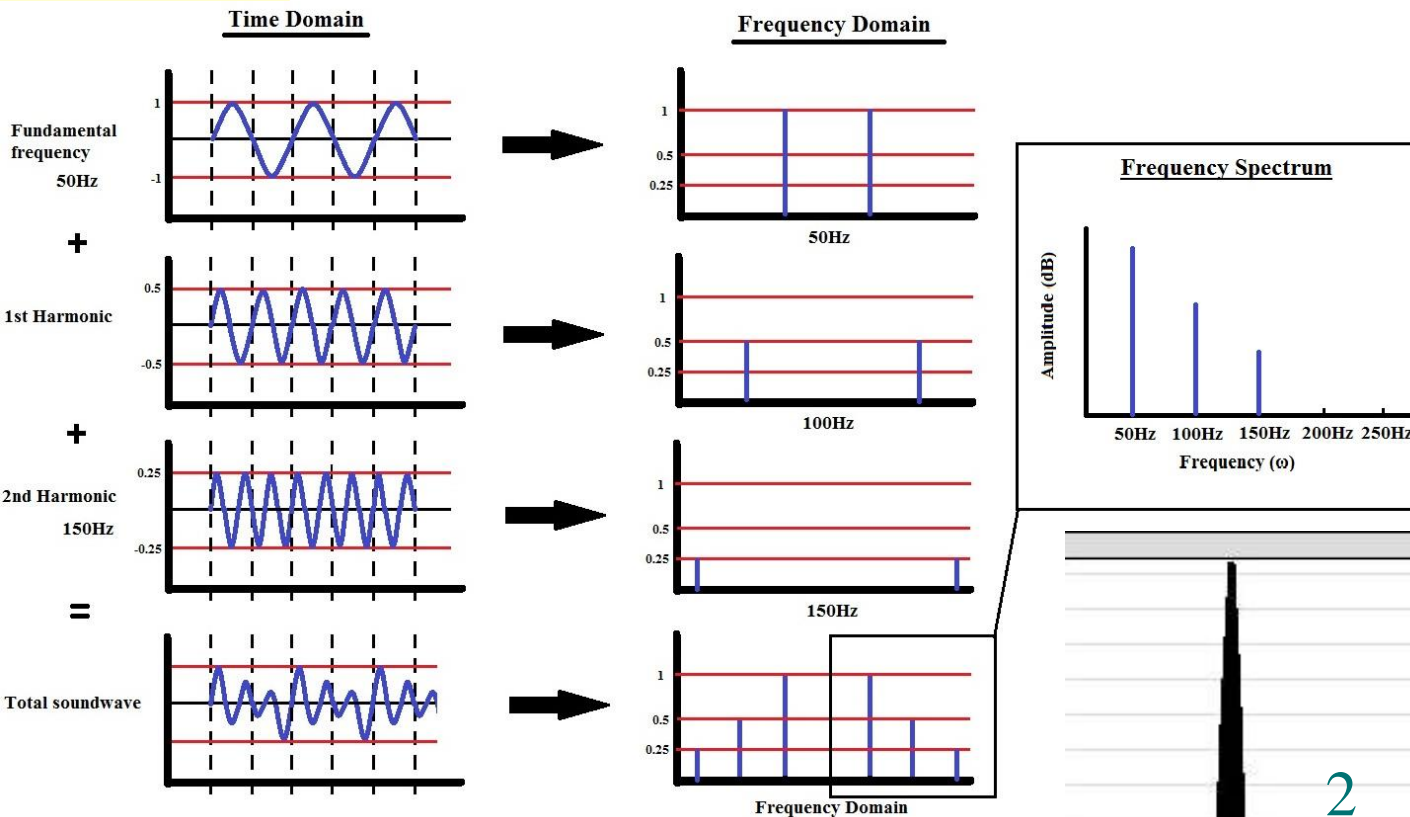 Time Domain
Frequency Domain
Fundamental
frequency
50Hz
1
-1
1
0.5
0.25
50Hz
+
1st Harmonic
0.5
-0.5
1
0.5
0.25
100Hz
+
2nd Harmonic
150Hz
0.25
-0.25
1
0.5
0.25
150Hz
=
Total soundwave
1
0.5
0.25
Frequency Domain
Frequency Spectrum
Amplitude (dB)
50Hz 100Hz 150Hz 200Hz 250Hz
Frequency (ω)
2